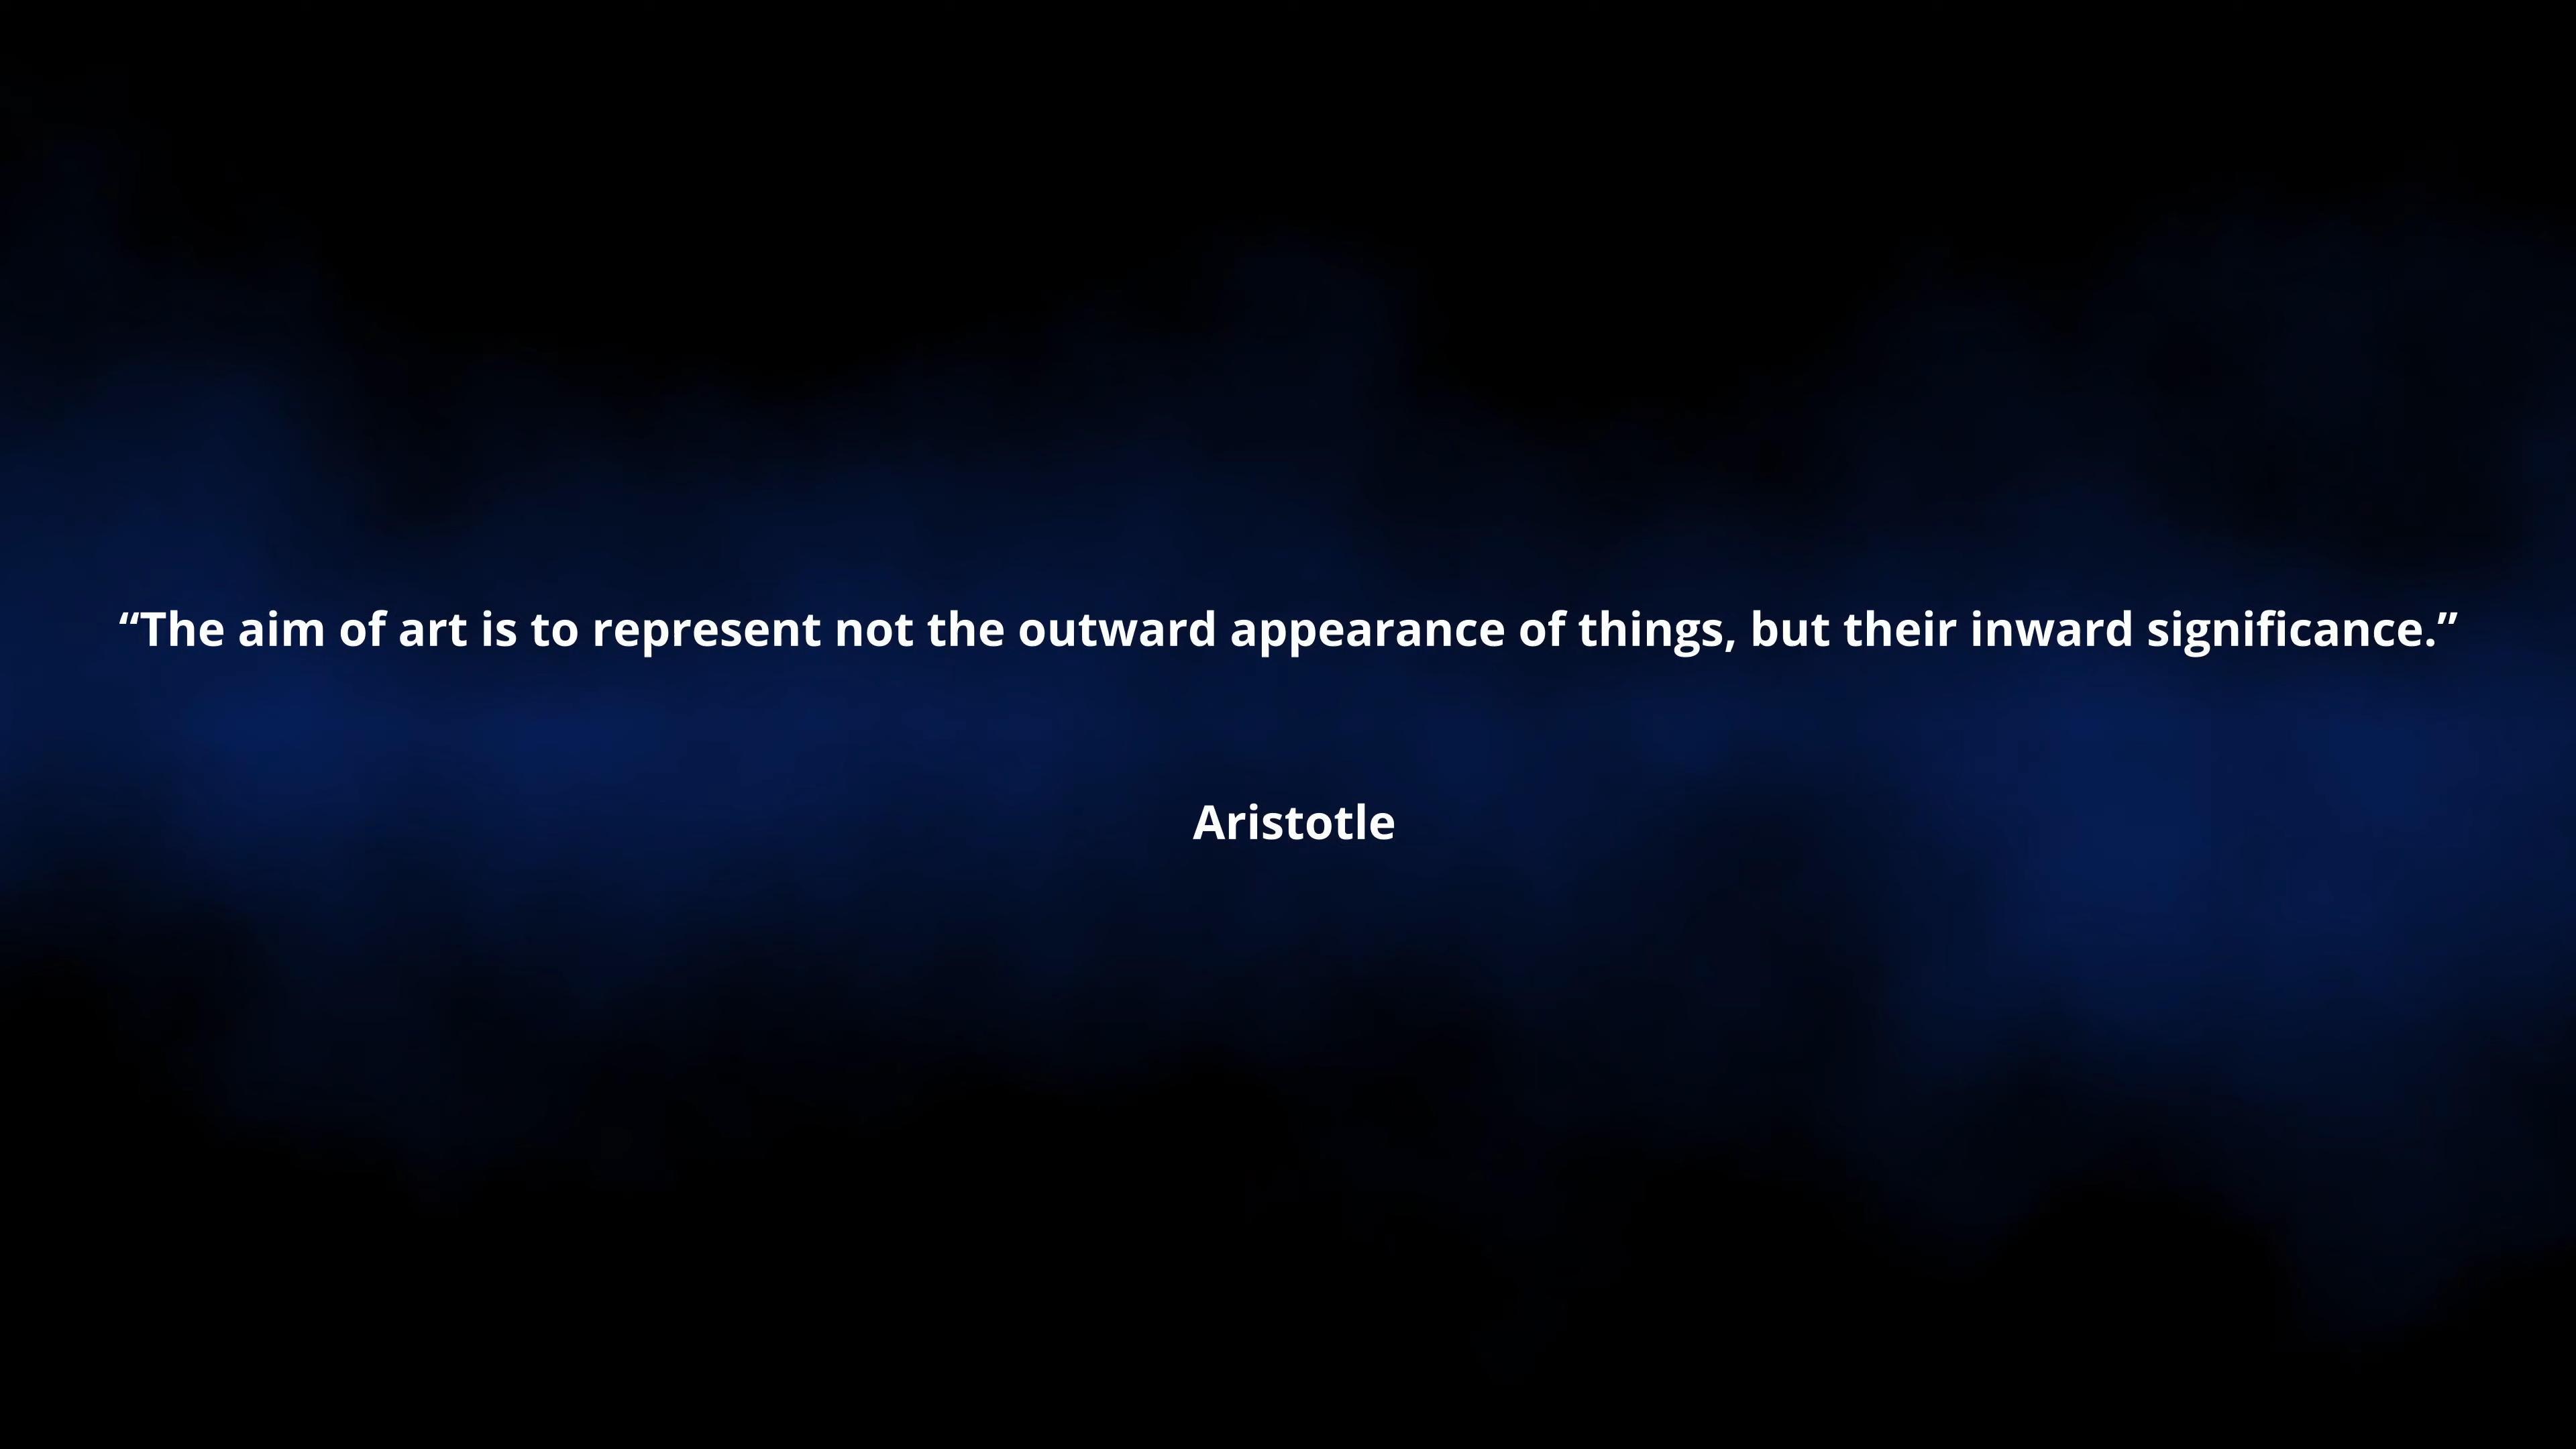 “The aim of art is to represent not the outward appearance of things, but their inward significance.”
Aristotle